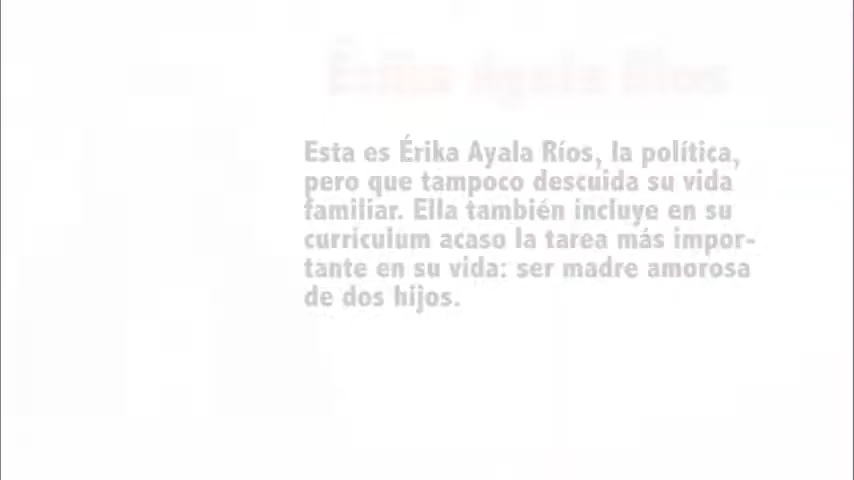 Érika Ayala Ríos
Esta es Érika Ayala Ríos, la política,
pero que tampoco descuida su vida
familiar. Ella también incluye en su
currículum acaso la tarea más impor-
tante en su vida: ser madre amorosa
de dos hijos.